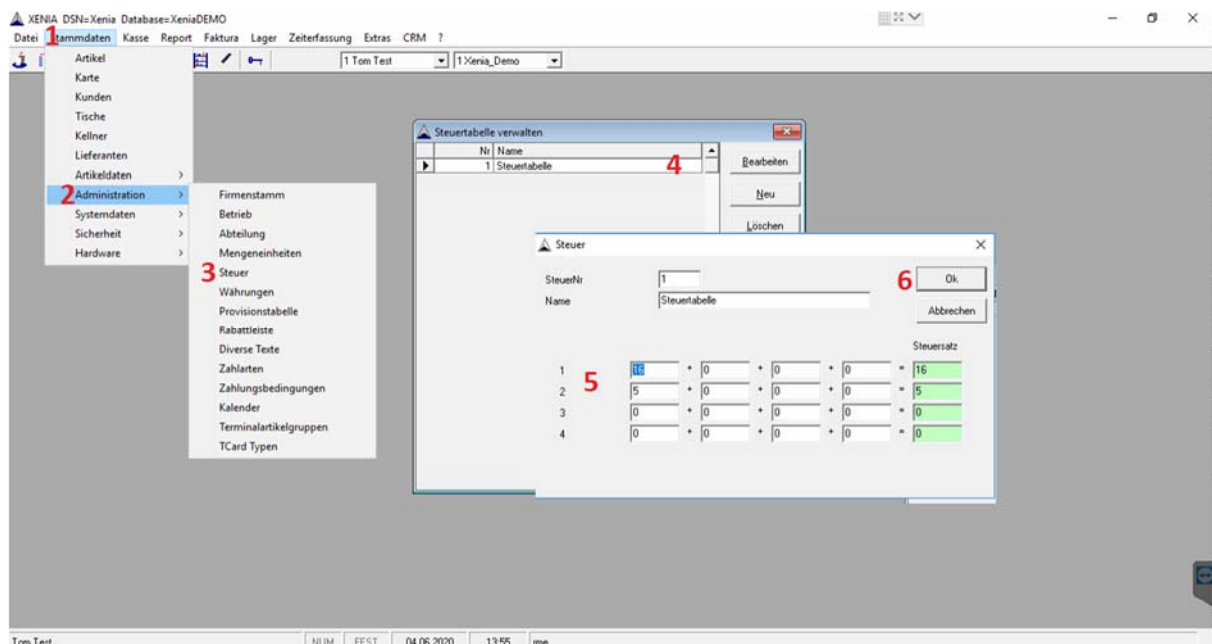 XENIA DSN=Xenia Database=XeniaDEMO
Datei Stammdaten Kasse Report Faktura Lager Zeiterfassung Extras CRM ?
1
1 Tom Test 1 Xenia_Demo
Artikel
Karte
Kunden
Tische
Kellner
Lieferanten
Artikeldaten
2 Administration
Systemdaten
Sicherheit
Hardware
Firmenstamm
Betrieb
Abteilung
Mengeneinheiten
3 Steuer
Währungen
Provisionstabelle
Rabattleiste
Diverse Texte
Zahlarten
Zahlungsbedingungen
Kalender
Terminalartikelgruppen
TCard Typen
Steuertabelle verwalten
Nr Name
1 Steuertabelle 4
Bearbeiten
Neu
Löschen
Steuer
SteuerNr 1
Name Steuertabelle
6 Ok
Abbrechen
Steuersatz
5
1 16 + 0 + 0 + 0 = 16
2 5 + 0 + 0 + 0 = 5
3 0 + 0 + 0 + 0 = 0
4 0 + 0 + 0 + 0 = 0
Tom Test NUM FEST 04.06.2020 13:55 rme